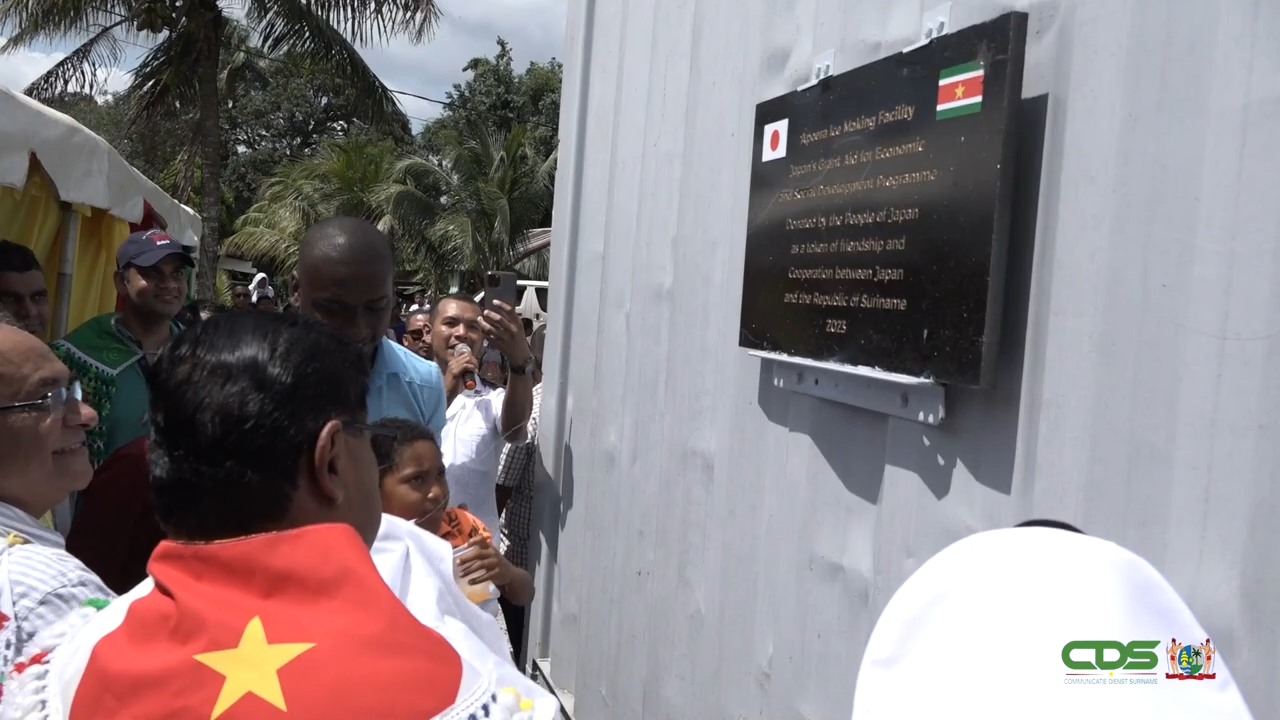 Apoera Ice Making Facility
Japan's Grant Aid for Economic
and Social Development Programme
Donated by the People of Japan
as a token of friendship and
Cooperation between Japan
and the Republic of Suriname
2023
CDS
COMMUNICATIE DIENST SURINAME